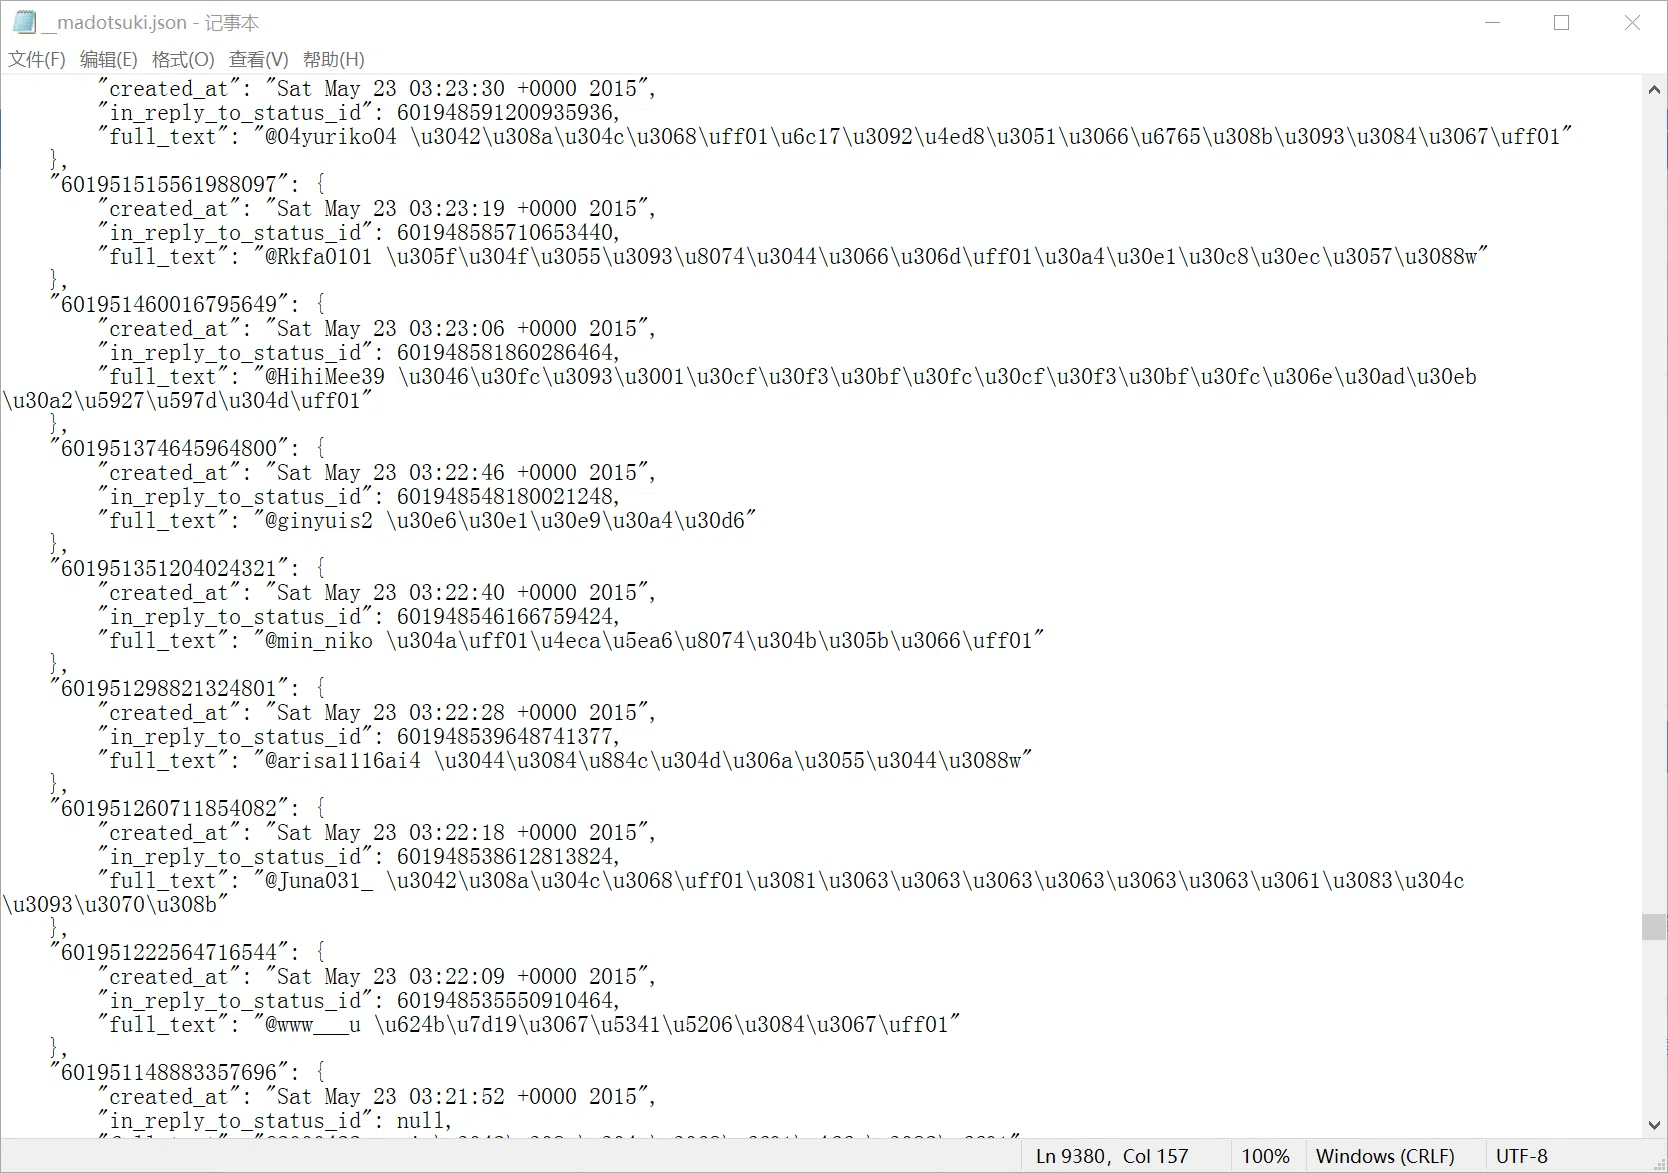 __madotsuki.json - 记事本
文件(F) 编辑(E) 格式(O) 查看(V) 帮助(H)
"created_at": "Sat May 23 03:23:30 +0000 2015",
"in_reply_to_status_id": 601948591200935936,
"full_text": "@04yuriko04 \u3042\u308a\u304c\u3068\uff01\u6c17\u3092\u4ed8\u3051\u3066\u6765\u308b\u3093\u3084\u3067\uff01"
},
"601951515561988097": {
"created_at": "Sat May 23 03:23:19 +0000 2015",
"in_reply_to_status_id": 601948585710653440,
"full_text": "@Rkfa0101 \u305f\u304f\u3055\u3093\u8074\u3044\u3066\u306d\uff01\u30a4\u30e1\u30c8\u30ec\u3057\u3088w"
},
"601951460016795649": {
"created_at": "Sat May 23 03:23:06 +0000 2015",
"in_reply_to_status_id": 601948581860286464,
"full_text": "@HihiMee39 \u3046\u30fc\u3093\u3001\u30cf\u30f3\u30bf\u30fc\u30cf\u30f3\u30bf\u30fc\u306e\u30ad\u30eb
\u30a2\u5927\u597d\u304d\uff01"
},
"601951374645964800": {
"created_at": "Sat May 23 03:22:46 +0000 2015",
"in_reply_to_status_id": 601948548180021248,
"full_text": "@ginyuis2 \u30e6\u30e1\u30e9\u30a4\u30d6"
},
"601951351204024321": {
"created_at": "Sat May 23 03:22:40 +0000 2015",
"in_reply_to_status_id": 601948546166759424,
"full_text": "@min_niko \u304a\uff01\u4eca\u5ea6\u8074\u304b\u305b\u3066\uff01"
},
"601951298821324801": {
"created_at": "Sat May 23 03:22:28 +0000 2015",
"in_reply_to_status_id": 601948539648741377,
"full_text": "@arisa1116ai4 \u3044\u3084\u884c\u304d\u306a\u3055\u3044\u3088w"
},
"601951260711854082": {
"created_at": "Sat May 23 03:22:18 +0000 2015",
"in_reply_to_status_id": 601948538612813824,
"full_text": "@Juna031_ \u3042\u308a\u304c\u3068\uff01\u3081\u3063\u3063\u3063\u3063\u3063\u3063\u3061\u3083\u304c
\u3093\u3070\u308b"
},
"601951222564716544": {
"created_at": "Sat May 23 03:22:09 +0000 2015",
"in_reply_to_status_id": 601948535550910464,
"full_text": "@www___u \u624b\u7d19\u3067\u5341\u5206\u3084\u3067\uff01"
},
"601951148883357696": {
"created_at": "Sat May 23 03:21:52 +0000 2015",
"in_reply_to_status_id": null,
Ln 9380, Col 157 100% Windows (CRLF) UTF-8